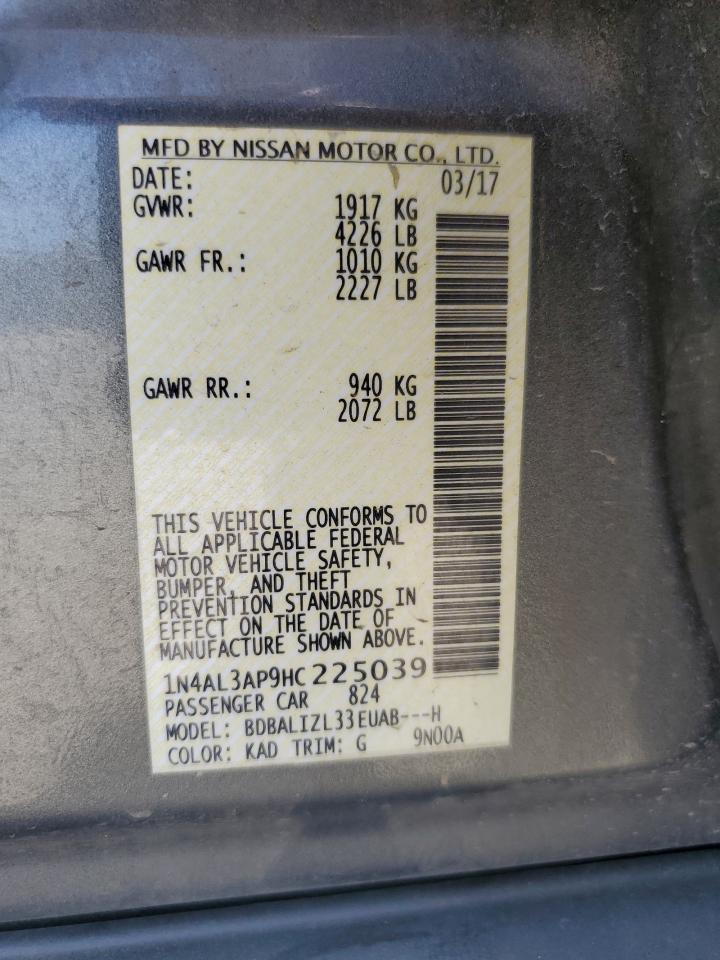 MFD BY NISSAN MOTOR CO., LTD.
DATE: 03/17
GVWR: 1917 KG
4226 LB
GAWR FR.: 1010 KG
2227 LB
GAWR RR.: 940 KG
2072 LB
THIS VEHICLE CONFORMS TO
ALL APPLICABLE FEDERAL
MOTOR VEHICLE SAFETY,
BUMPER, AND THEFT
PREVENTION STANDARDS IN
EFFECT ON THE DATE OF
MANUFACTURE SHOWN ABOVE.
1N4AL3AP9HC225039
PASSENGER CAR 824
MODEL: BDBALIZL33EUAB---H
COLOR: KAD TRIM: G 9N00A